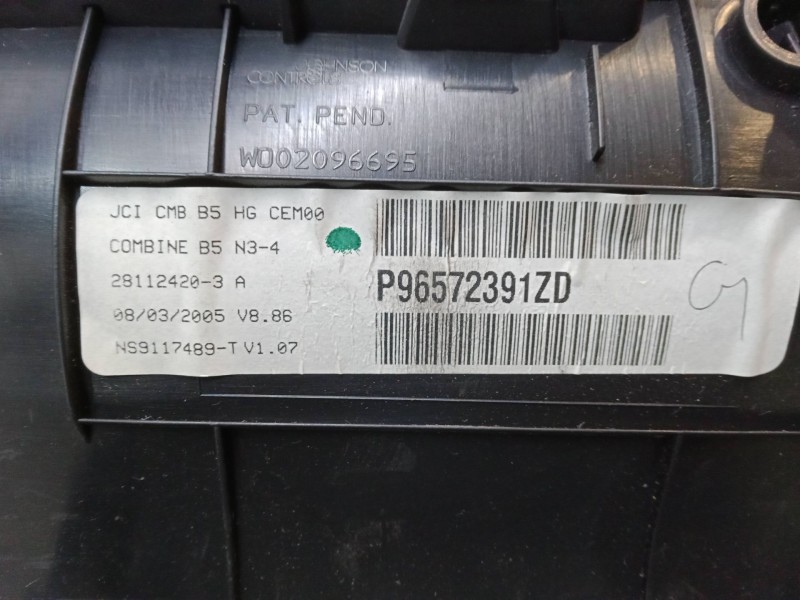 JOHNSON
CONTROLS
PAT. PEND.
WO02096695
JCI CMB B5 HG CEM00
COMBINE B5 N3-4
28112420-3 A
08/03/2005 V8.86
NS9117489-T V1.07
P96572391ZD